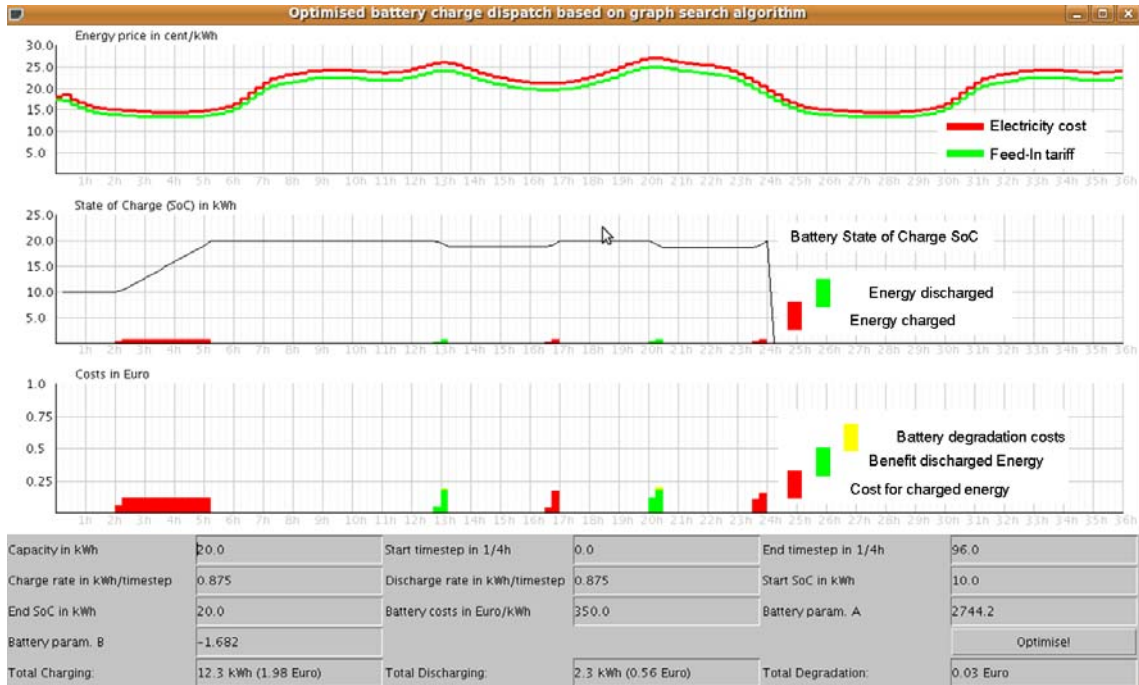 Optimised battery charge dispatch based on graph search algorithm
Energy price in cent/kWh
30.0
25.0
20.0
15.0
10.0
5.0
Electricity cost
Feed-In tariff
1h 2h 3h 4h 5h 6h 7h 8h 9h 10h 11h 12h 13h 14h 15h 16h 17h 18h 19h 20h 21h 22h 23h 24h 25h 26h 27h 28h 29h 30h 31h 32h 33h 34h 35h 36h
State of Charge (SoC) in kWh
25.0
20.0
15.0
10.0
5.0
Battery State of Charge SoC
Energy discharged
Energy charged
1h 2h 3h 4h 5h 6h 7h 8h 9h 10h 11h 12h 13h 14h 15h 16h 17h 18h 19h 20h 21h 22h 23h 24h 25h 26h 27h 28h 29h 30h 31h 32h 33h 34h 35h 36h
Costs in Euro
1.0
0.75
0.5
0.25
Battery degradation costs
Benefit discharged Energy
Cost for charged energy
1h 2h 3h 4h 5h 6h 7h 8h 9h 10h 11h 12h 13h 14h 15h 16h 17h 18h 19h 20h 21h 22h 23h 24h 25h 26h 27h 28h 29h 30h 31h 32h 33h 34h 35h 36h
Capacity in kWh 20.0 Start timestep in 1/4h 0.0 End timestep in 1/4h 96.0
Charge rate in kWh/timestep 0.875 Discharge rate in kWh/timestep 0.875 Start SoC in kWh 10.0
End SoC in kWh 20.0 Battery costs in Euro/kWh 350.0 Battery param. A 2744.2
Battery param. B -1.682 Optimise!
Total Charging: 12.3 kWh (1.98 Euro) Total Discharging: 2.3 kWh (0.56 Euro) Total Degradation: 0.03 Euro